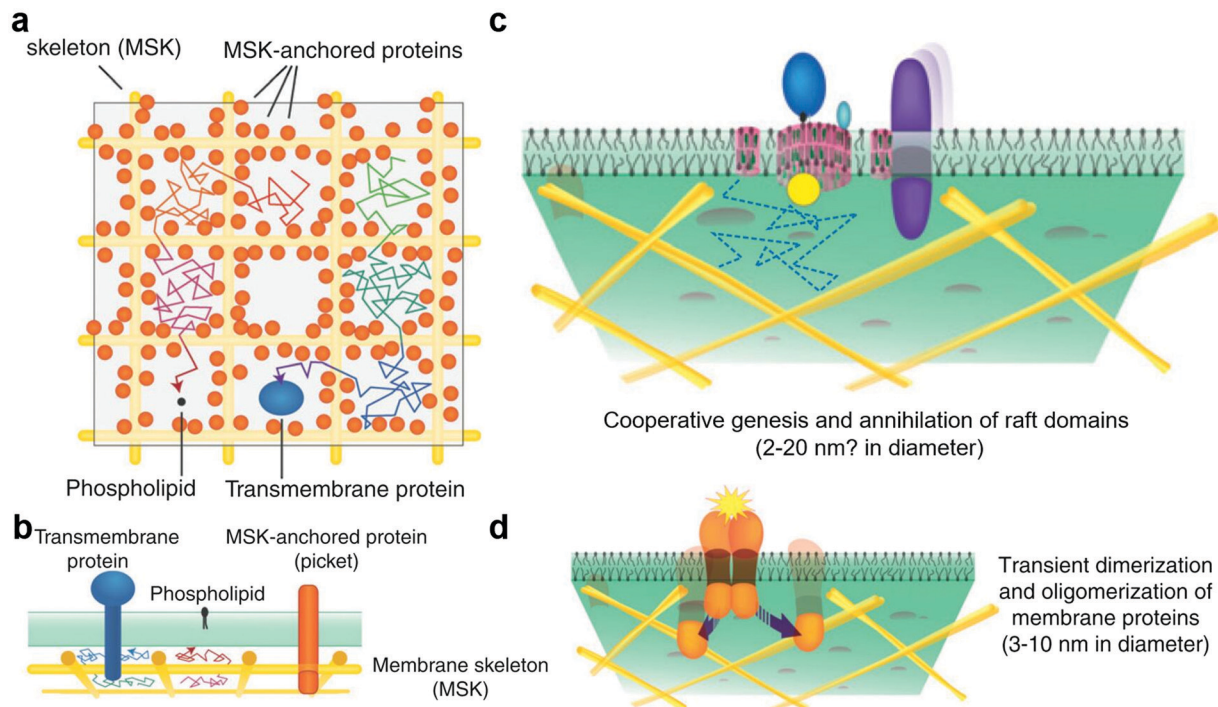 a
skeleton (MSK)
MSK-anchored proteins
Phospholipid
Transmembrane protein
b
Transmembrane
protein
Phospholipid
MSK-anchored protein
(picket)
Membrane skeleton
(MSK)
c
Cooperative genesis and annihilation of raft domains
(2-20 nm? in diameter)
d
Transient dimerization
and oligomerization of
membrane proteins
(3-10 nm in diameter)